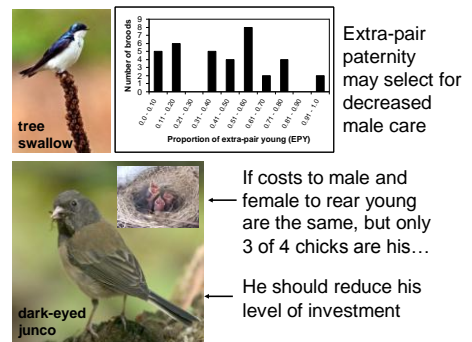 9
8
7
6
5
4
3
2
1
0
Number of broods
0.0 - 0.10
0.11 - 0.20
0.21 - 0.30
0.31 - 0.40
0.41 - 0.50
0.51 - 0.60
0.61 - 0.70
0.71 - 0.80
0.81 - 0.90
0.91 - 1.0
Proportion of extra-pair young (EPY)
tree
swallow
Extra-pair
paternity
may select for
decreased
male care
If costs to male and
female to rear young
are the same, but only
3 of 4 chicks are his…
He should reduce his
level of investment
dark-eyed
junco